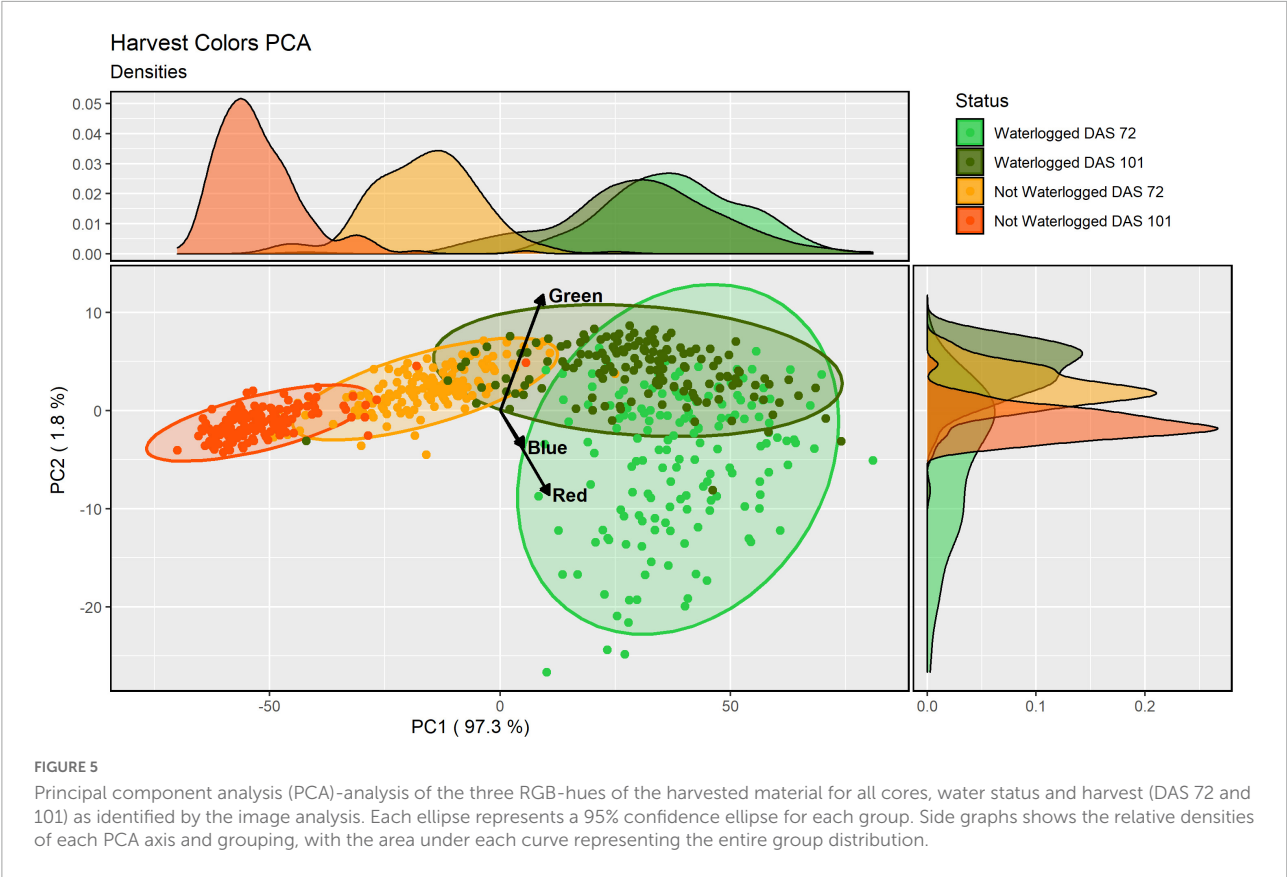 Harvest Colors PCA
Densities
0.05
0.04
0.03
0.02
0.01
0.00
Status
Waterlogged DAS 72
Waterlogged DAS 101
Not Waterlogged DAS 72
Not Waterlogged DAS 101
PC2 ( 1.8 %)
10
0
-10
-20
Green
Blue
Red
-50
0
50
PC1 ( 97.3 %)
0.0
0.1
0.2
FIGURE 5
Principal component analysis (PCA)-analysis of the three RGB-hues of the harvested material for all cores, water status and harvest (DAS 72 and
101) as identified by the image analysis. Each ellipse represents a 95% confidence ellipse for each group. Side graphs shows the relative densities
of each PCA axis and grouping, with the area under each curve representing the entire group distribution.